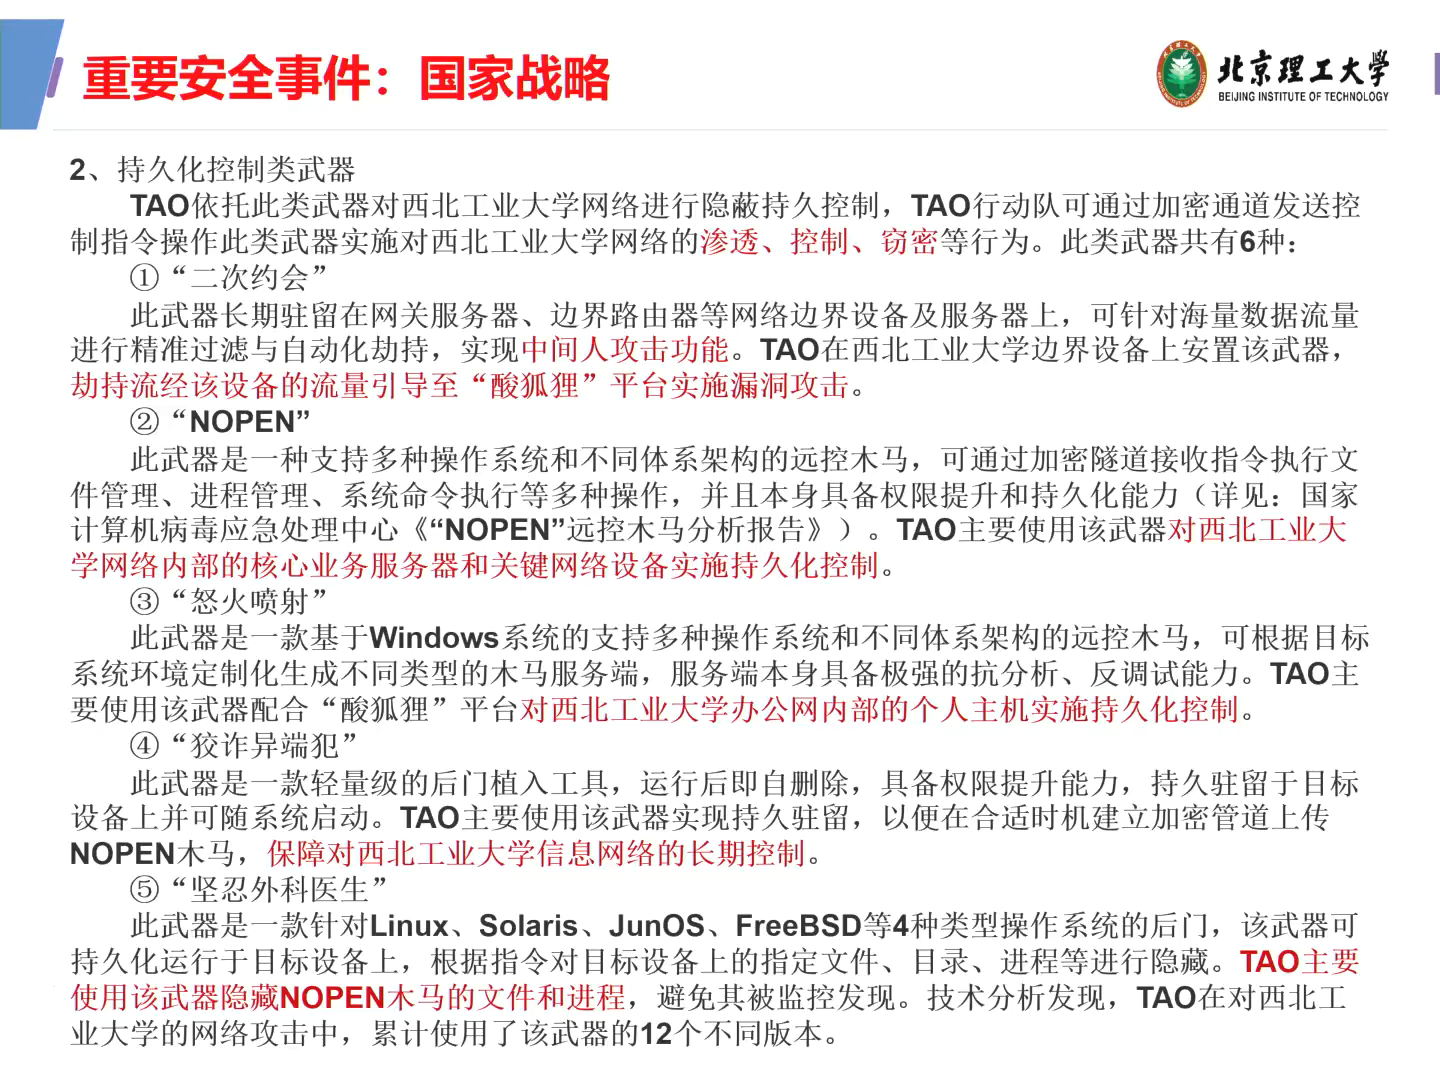 重要安全事件：国家战略
北京理工大学
BEIJING INSTITUTE OF TECHNOLOGY
2、持久化控制类武器
TAO依托此类武器对西北工业大学网络进行隐蔽持久控制，TAO行动队可通过加密通道发送控
制指令操作此类武器实施对西北工业大学网络的渗透、控制、窃密等行为。此类武器共有6种：
①“二次约会”
此武器长期驻留在网关服务器、边界路由器等网络边界设备及服务器上，可针对海量数据流量
进行精准过滤与自动化劫持，实现中间人攻击功能。TAO在西北工业大学边界设备上安置该武器，
劫持流经该设备的流量引导至“酸狐狸”平台实施漏洞攻击。
②“NOPEN”
此武器是一种支持多种操作系统和不同体系架构的远控木马，可通过加密隧道接收指令执行文
件管理、进程管理、系统命令执行等多种操作，并且本身具备权限提升和持久化能力（详见：国家
计算机病毒应急处理中心《“NOPEN”远控木马分析报告》）。TAO主要使用该武器对西北工业大
学网络内部的核心业务服务器和关键网络设备实施持久化控制。
③“怒火喷射”
此武器是一款基于Windows系统的支持多种操作系统和不同体系架构的远控木马，可根据目标
系统环境定制化生成不同类型的木马服务端，服务端本身具备极强的抗分析、反调试能力。TAO主
要使用该武器配合“酸狐狸”平台对西北工业大学办公网内部的个人主机实施持久化控制。
④“狡诈异端犯”
此武器是一款轻量级的后门植入工具，运行后即自删除，具备权限提升能力，持久驻留于目标
设备上并可随系统启动。TAO主要使用该武器实现持久驻留，以便在合适时机建立加密管道上传
NOPEN木马，保障对西北工业大学信息网络的长期控制。
⑤“坚忍外科医生”
此武器是一款针对Linux、Solaris、JunOS、FreeBSD等4种类型操作系统的后门，该武器可
持久化运行于目标设备上，根据指令对目标设备上的指定文件、目录、进程等进行隐藏。TAO主要
使用该武器隐藏NOPEN木马的文件和进程，避免其被监控发现。技术分析发现，TAO在对西北工
业大学的网络攻击中，累计使用了该武器的12个不同版本。